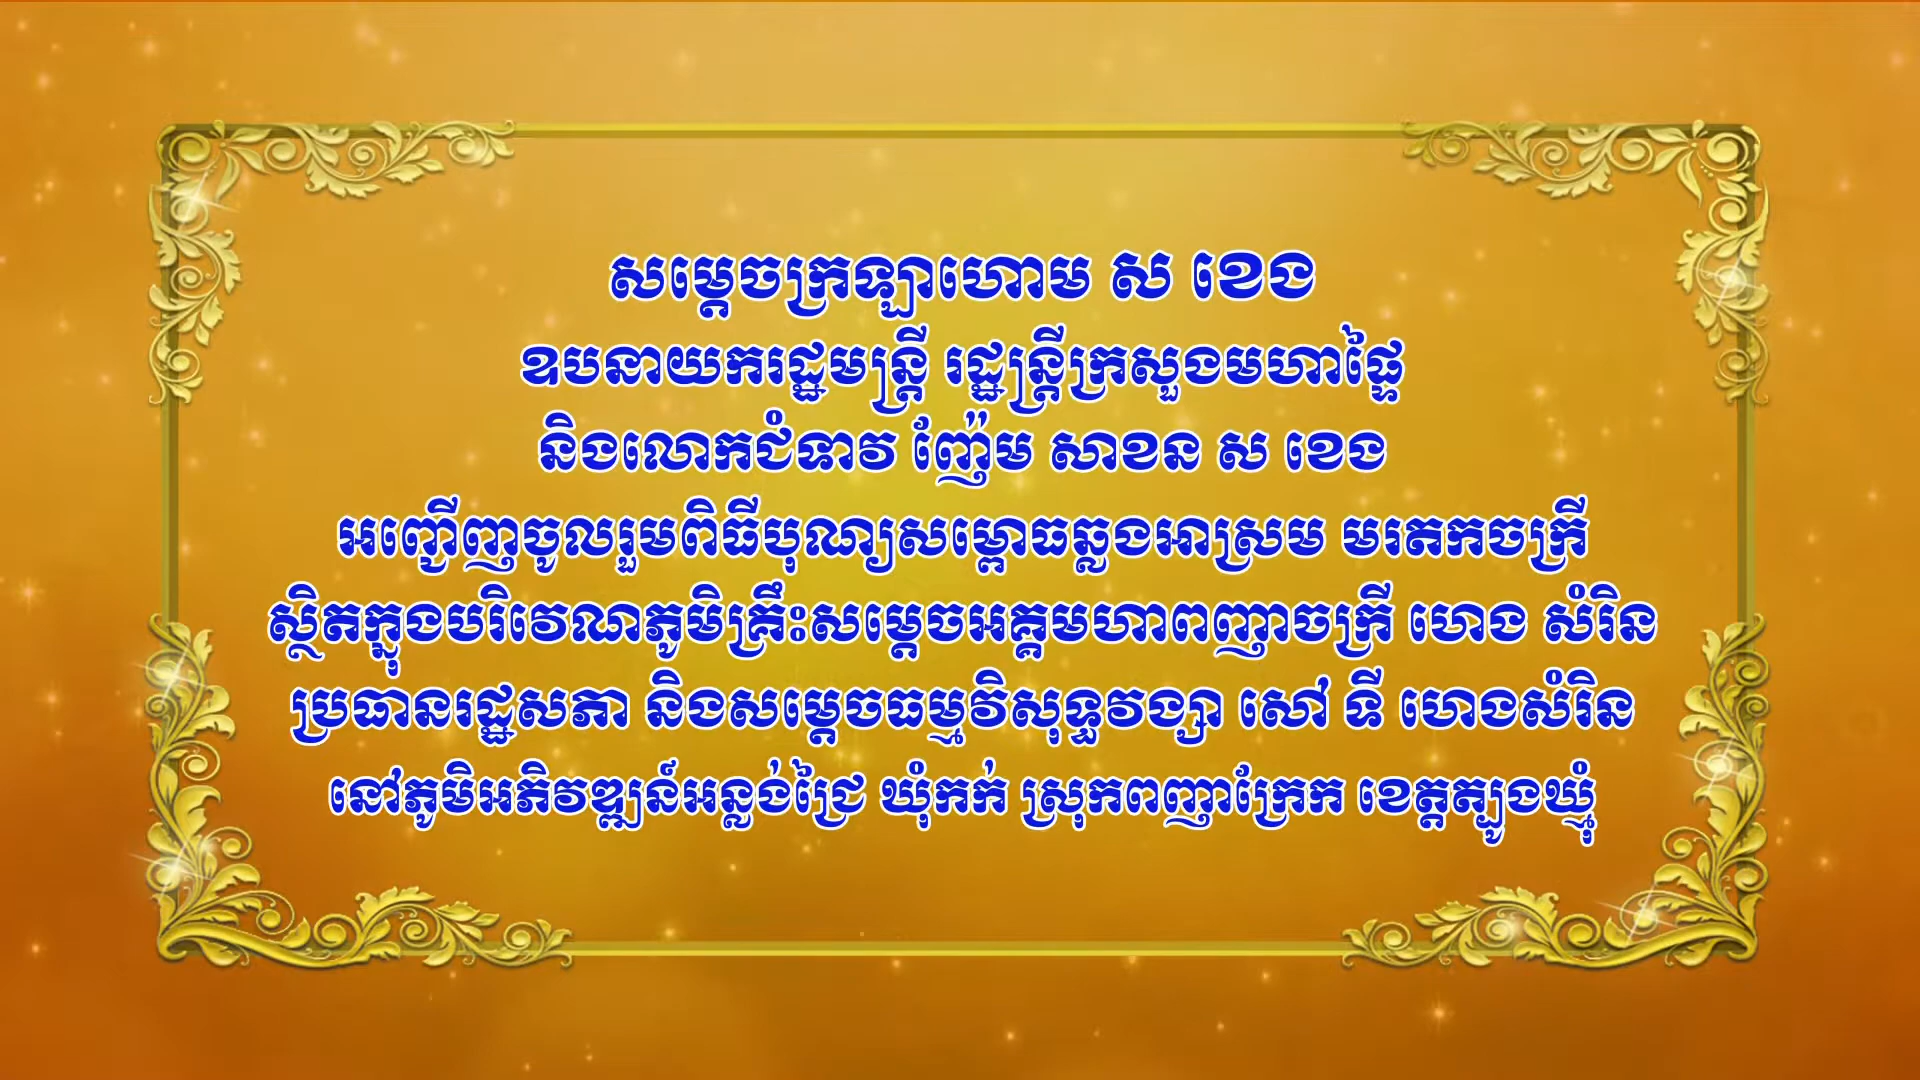 សម្ដេចក្រឡាហោម ស ខេង
ឧបនាយករដ្ឋមន្ត្រី រដ្ឋន្ត្រីក្រសួងមហាផ្ទៃ
និងលោកជំទាវ ញ៉ែម សាខន ស ខេង
អញ្ជើញចូលរួមពិធីបុណ្យសម្ពោធឆ្លងអាស្រម មរតកចក្រី
ស្ថិតក្នុងបរិវេណភូមិគ្រឹះសម្ដេចអគ្គមហាពញាចក្រី ហេង សំរិន
ប្រធានរដ្ឋសភា និងសម្ដេចធម្មវិសុទ្ធវង្សា សៅ ទី ហេងសំរិន
នៅភូមិអភិវឌ្ឍន៍អន្លង់ជ្រៃ ឃុំកក់ ស្រុកពញាក្រែក ខេត្តត្បូងឃ្មុំ